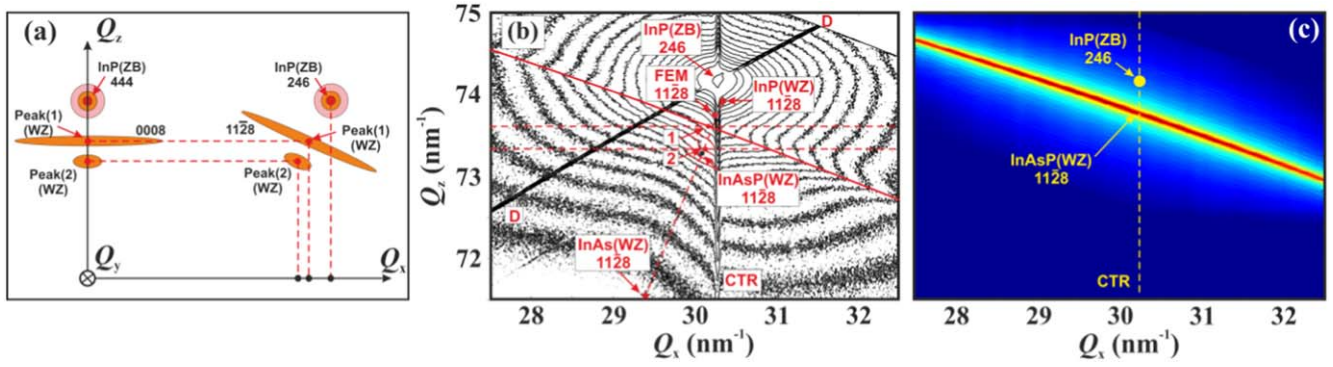 (a)
Qz
InP(ZB)
444
InP(ZB)
246
Peak(1)
(WZ)
0008
112̄8
Peak(1)
(WZ)
Peak(2)
(WZ)
Peak(2)
(WZ)
Qy
Qx
(b)
75
74
73
72
Qz (nm⁻¹)
D
InP(ZB)
246
FEM
112̄8
InP(WZ)
112̄8
1
2
InAsP(WZ)
112̄8
D
InAs(WZ)
112̄8
CTR
28 29 30 31 32
Qx (nm⁻¹)
(c)
InP(ZB)
246
InAsP(WZ)
112̄8
CTR
28 29 30 31 32
Qx (nm⁻¹)